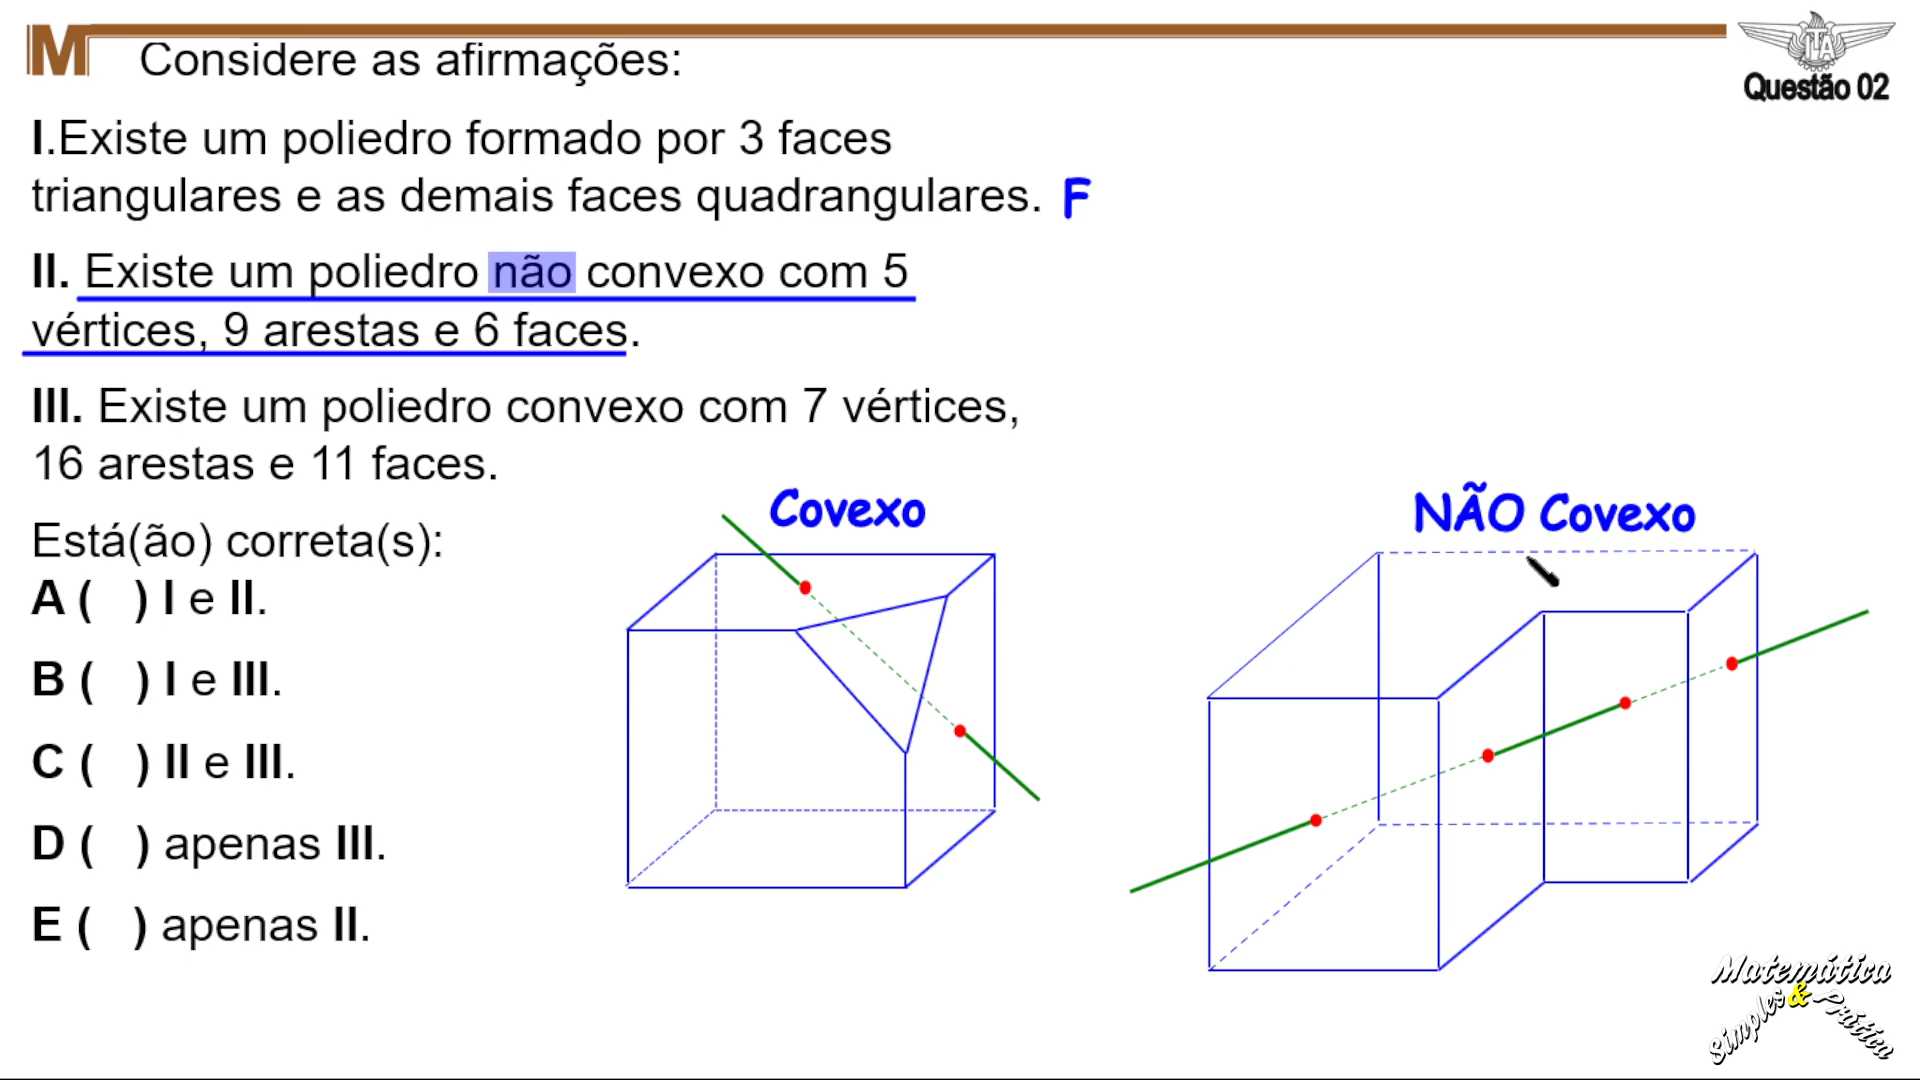 M
Considere as afirmações:
Questão 02
I.Existe um poliedro formado por 3 faces
triangulares e as demais faces quadrangulares. F
II. Existe um poliedro não convexo com 5
vértices, 9 arestas e 6 faces.
III. Existe um poliedro convexo com 7 vértices,
16 arestas e 11 faces.
Covexo
NÃO Covexo
Está(ão) correta(s):
A ( ) I e II.
B ( ) I e III.
C ( ) II e III.
D ( ) apenas III.
E ( ) apenas II.
ITA
Matemática
Simples & Prática